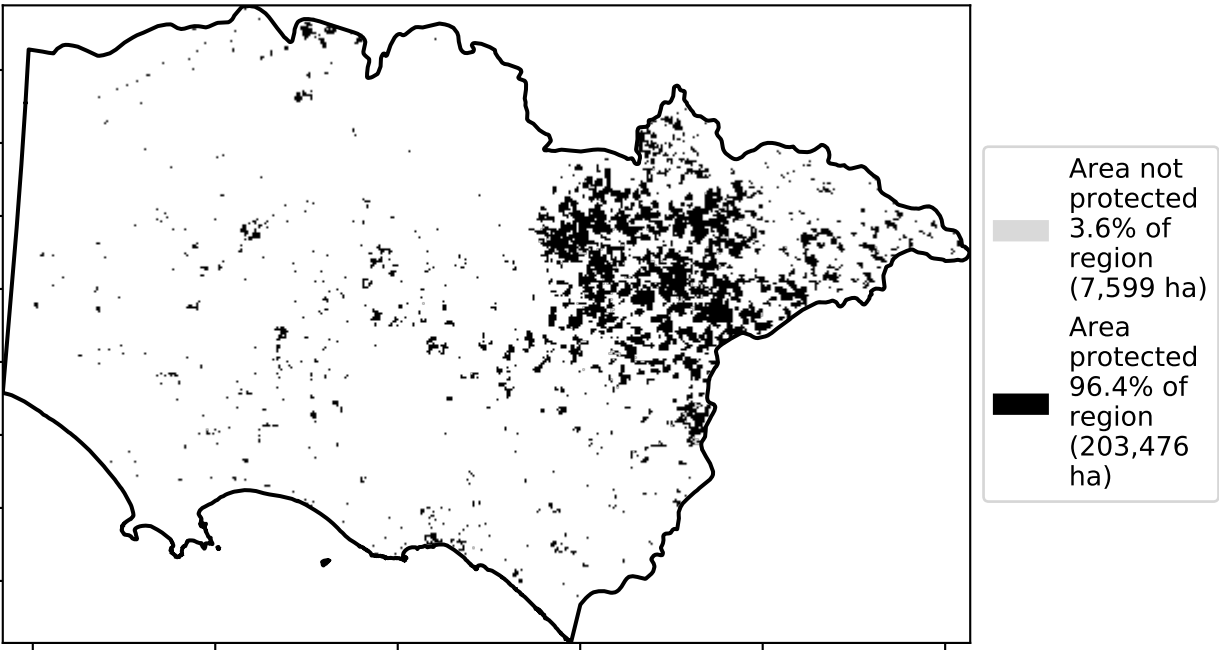 Area not
protected
3.6% of
region
(7,599 ha)
Area
protected
96.4% of
region
(203,476
ha)